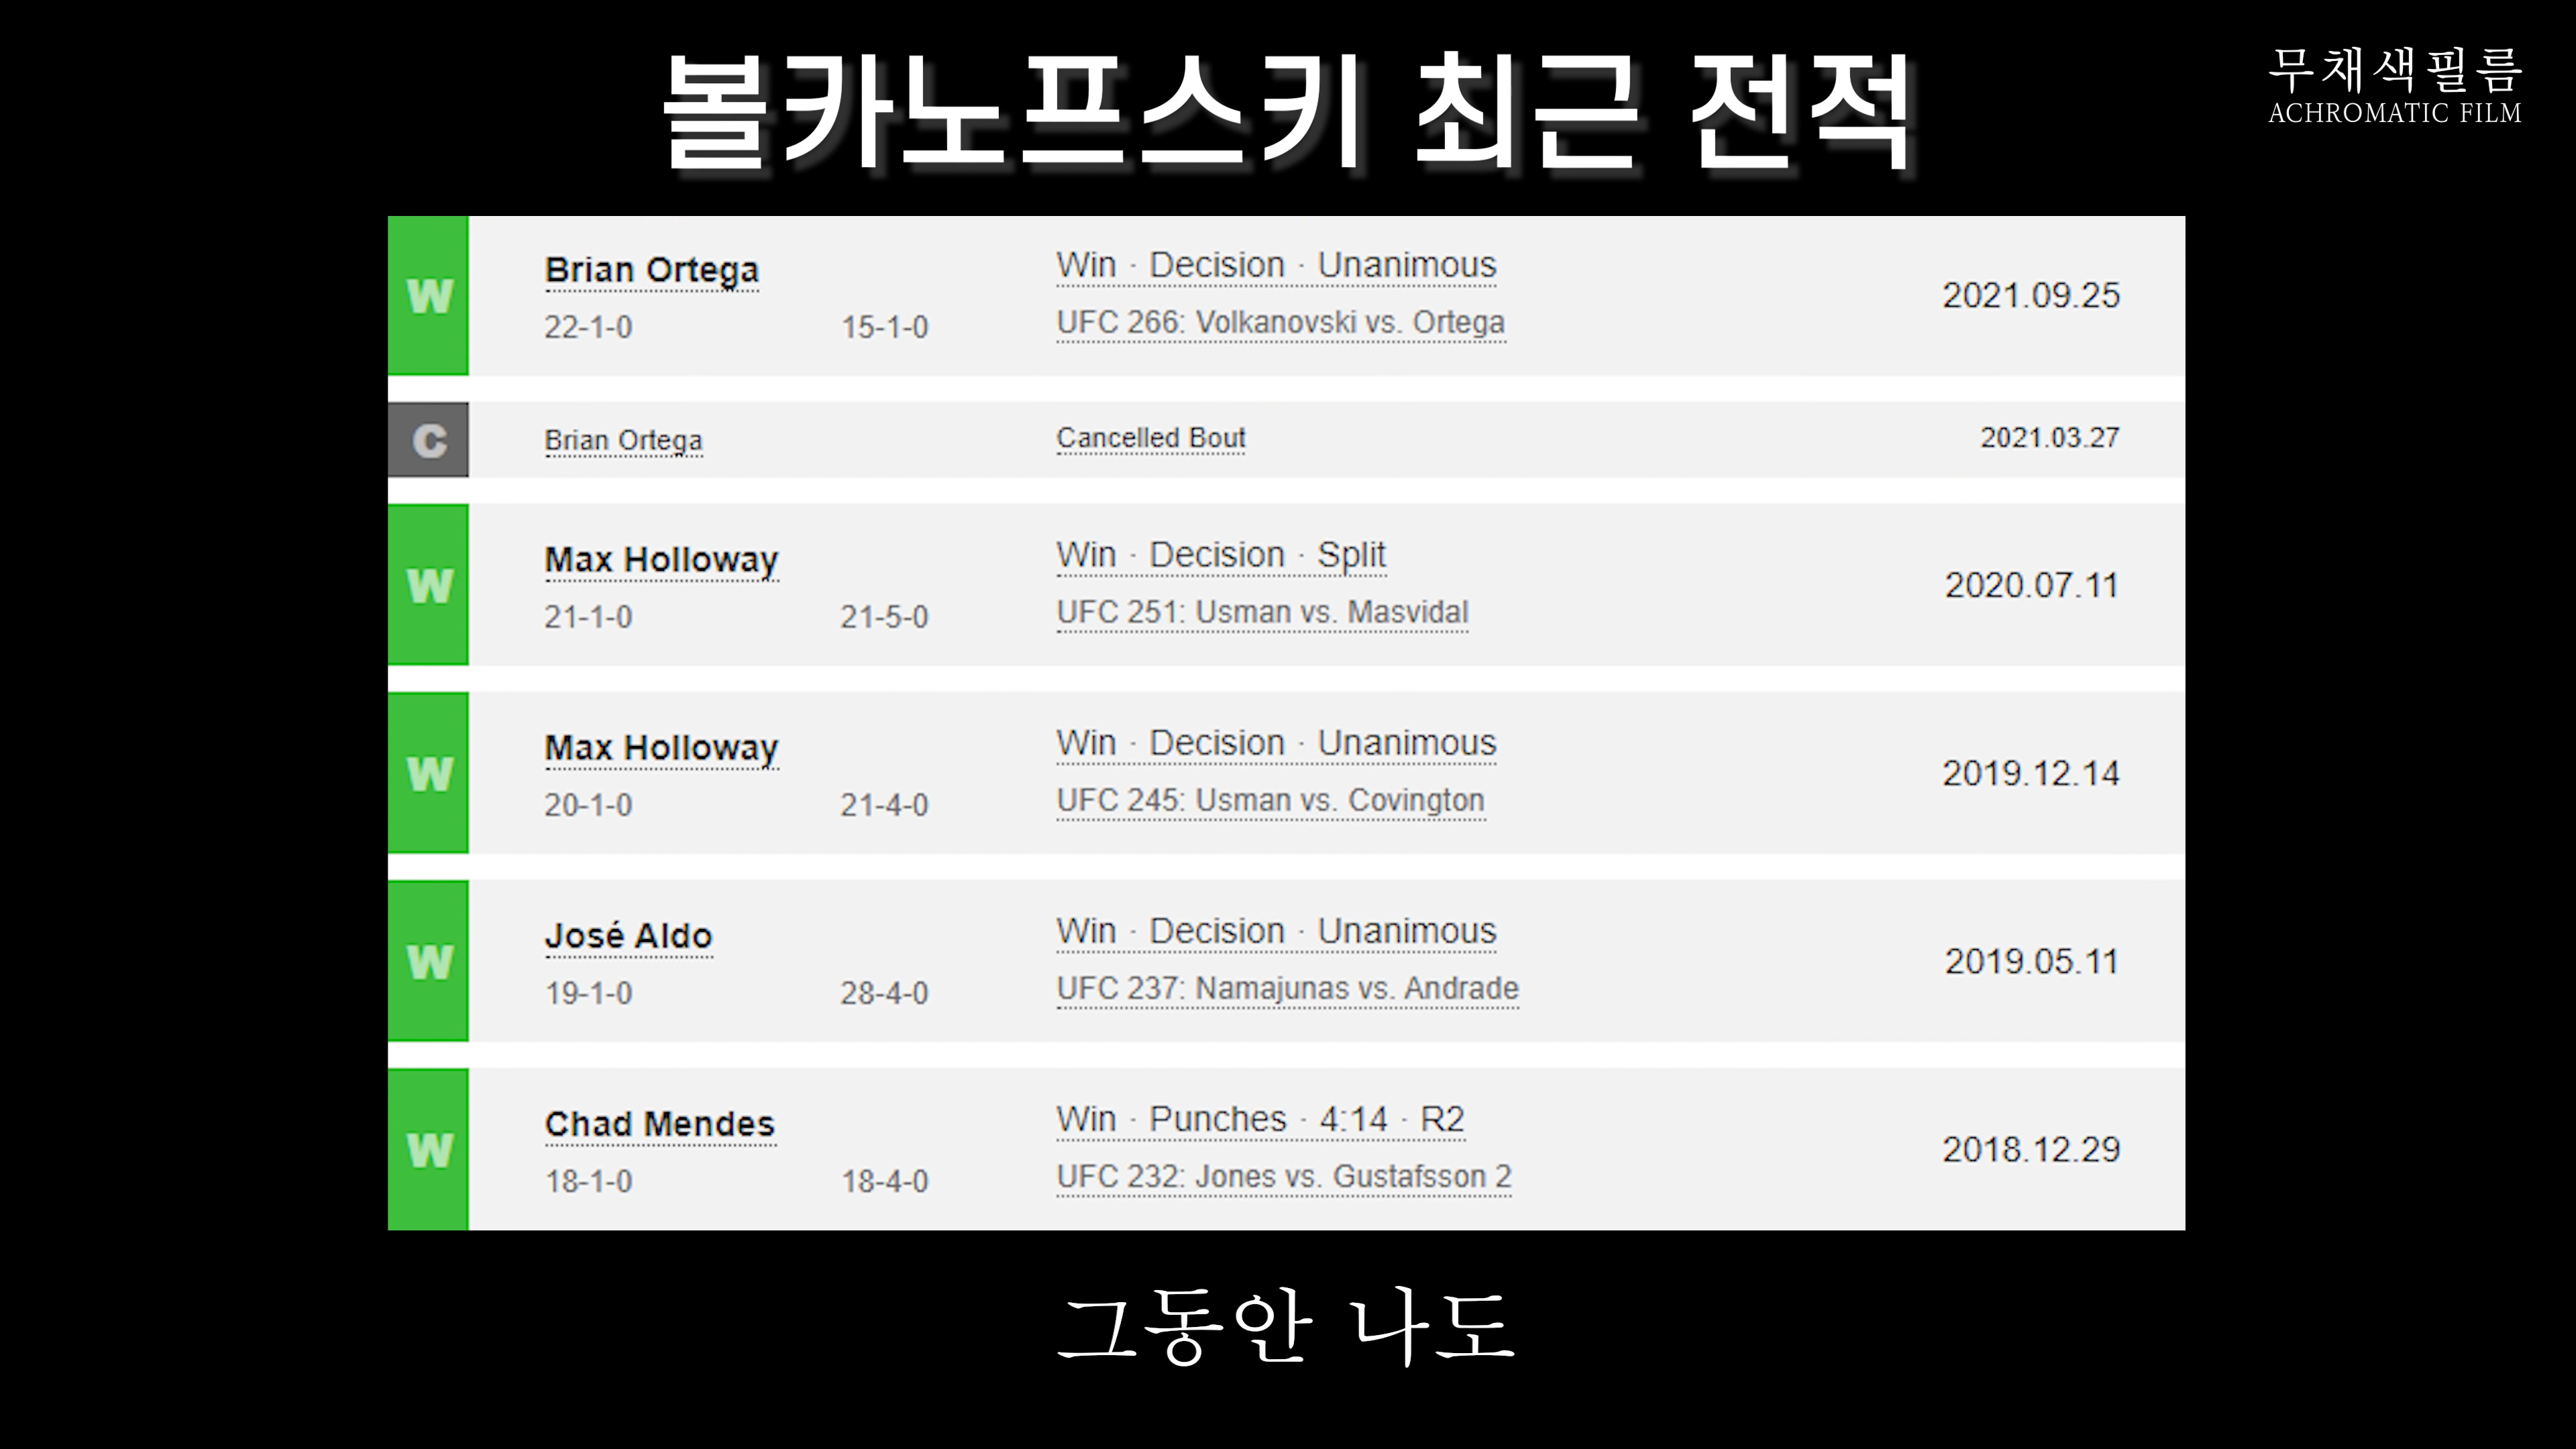 볼카노프스키 최근 전적
무채색필름
ACHROMATIC FILM
W
Brian Ortega
22-1-0 15-1-0
Win · Decision · Unanimous
UFC 266: Volkanovski vs. Ortega
2021.09.25
C
Brian Ortega
Cancelled Bout
2021.03.27
W
Max Holloway
21-1-0 21-5-0
Win · Decision · Split
UFC 251: Usman vs. Masvidal
2020.07.11
W
Max Holloway
20-1-0 21-4-0
Win · Decision · Unanimous
UFC 245: Usman vs. Covington
2019.12.14
W
José Aldo
19-1-0 28-4-0
Win · Decision · Unanimous
UFC 237: Namajunas vs. Andrade
2019.05.11
W
Chad Mendes
18-1-0 18-4-0
Win · Punches · 4:14 · R2
UFC 232: Jones vs. Gustafsson 2
2018.12.29
그동안 나도